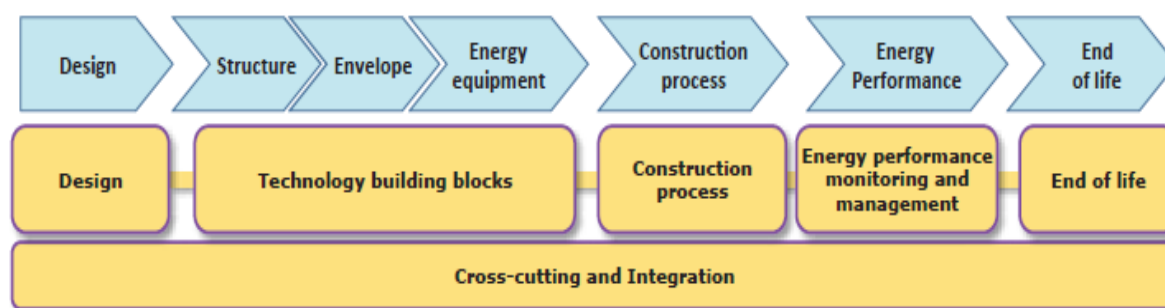 Design
Structure
Envelope
Energy
equipment
Construction
process
Energy
Performance
End
of life
Design
Technology building blocks
Construction
process
Energy performance
monitoring and
management
End of life
Cross-cutting and Integration